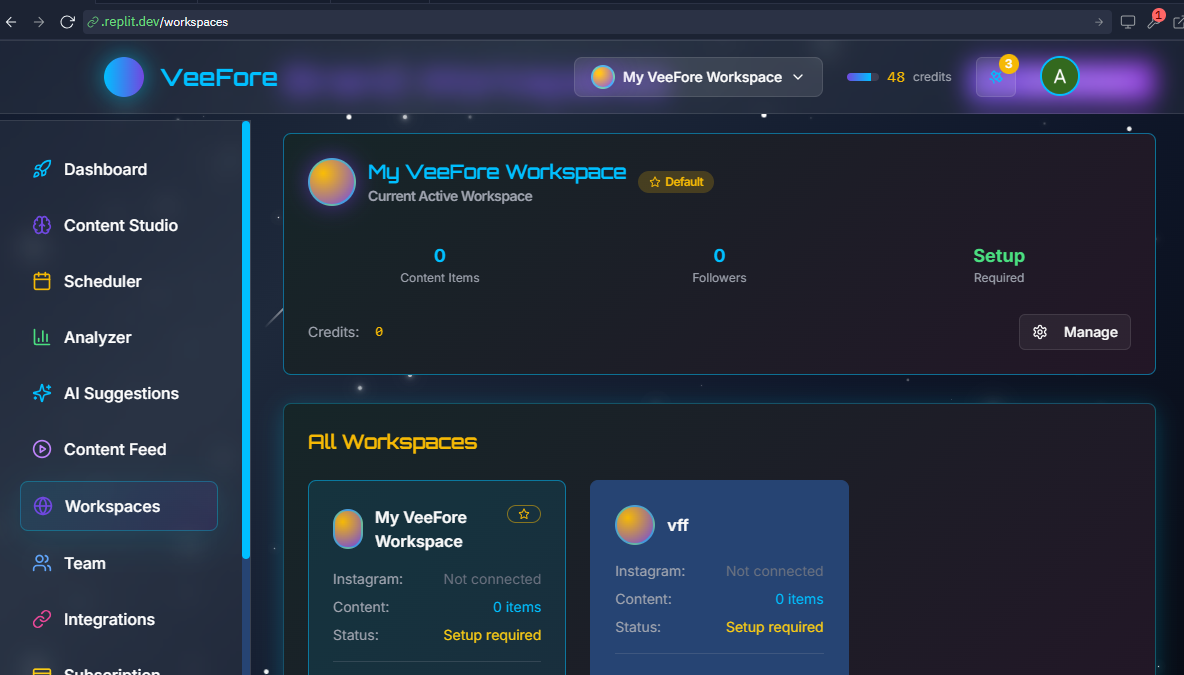 .replit.dev/workspaces
1
VeeFore
My VeeFore Workspace
48 credits
3
A
Dashboard
Content Studio
Scheduler
Analyzer
AI Suggestions
Content Feed
Workspaces
Team
Integrations
Subscription
My VeeFore Workspace
Default
Current Active Workspace
0
Content Items
0
Followers
Setup
Required
Credits: 0
Manage
All Workspaces
My VeeFore
Workspace
Instagram: Not connected
Content: 0 items
Status: Setup required
vff
Instagram: Not connected
Content: 0 items
Status: Setup required